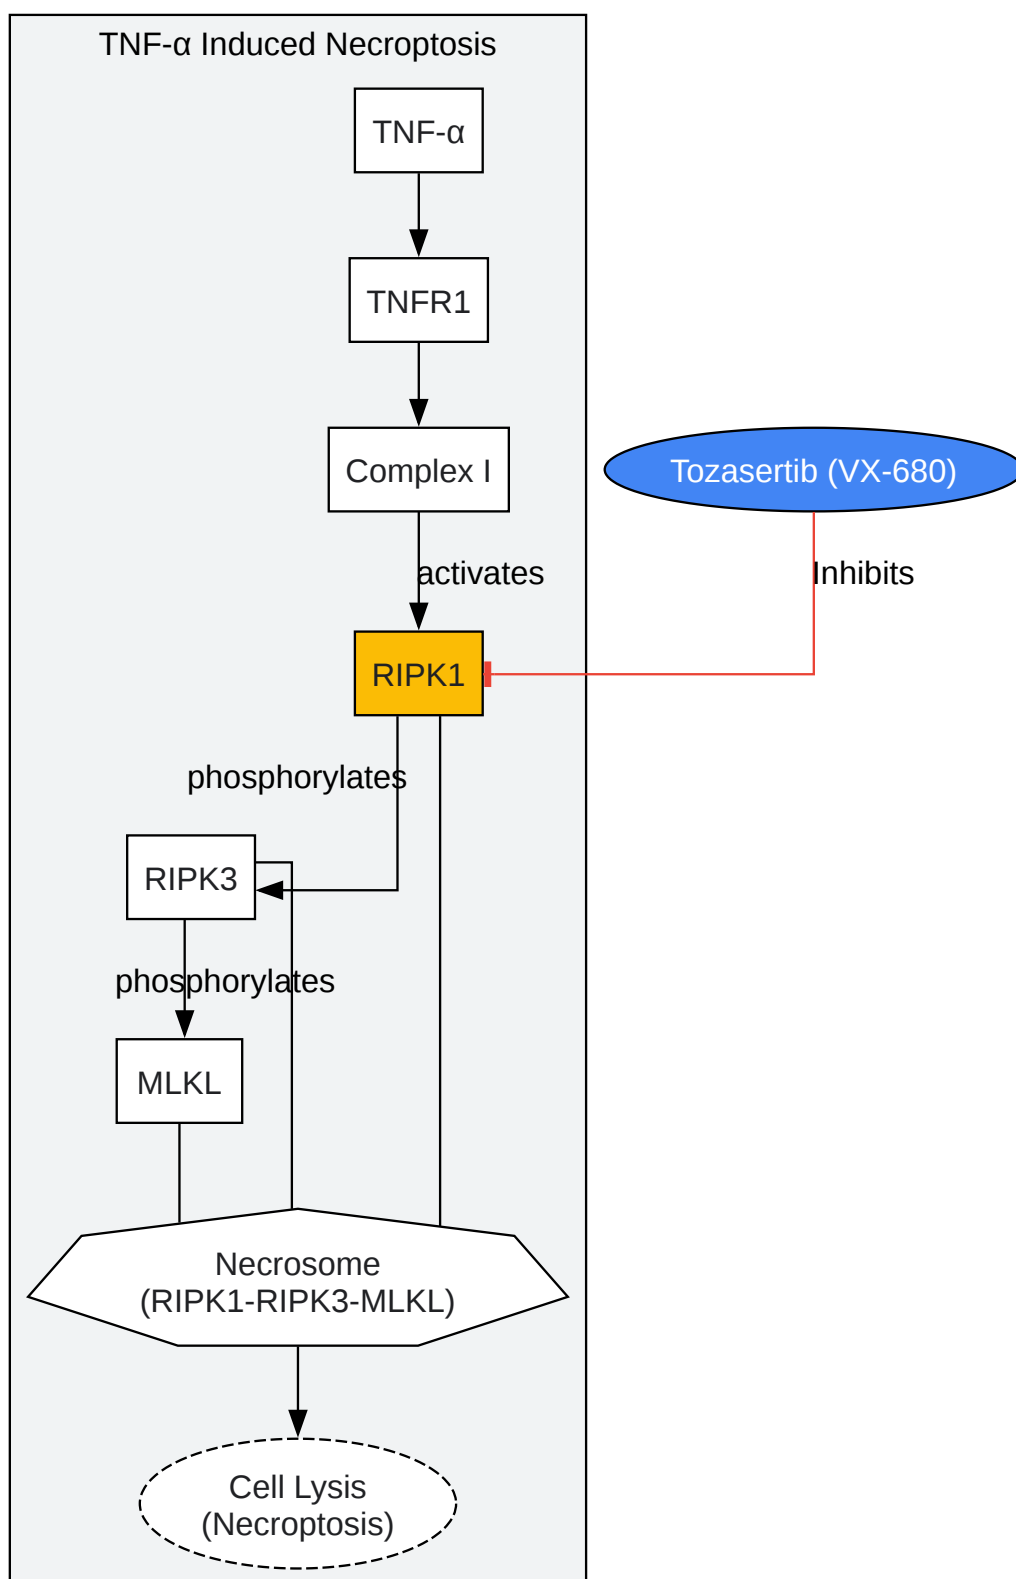 TNF-α Induced Necroptosis
TNF-α
TNFR1
Complex I
Tozasertib (VX-680)
activates
Inhibits
RIPK1
phosphorylates
RIPK3
phosphorylates
MLKL
Necrosome
(RIPK1-RIPK3-MLKL)
Cell Lysis
(Necroptosis)